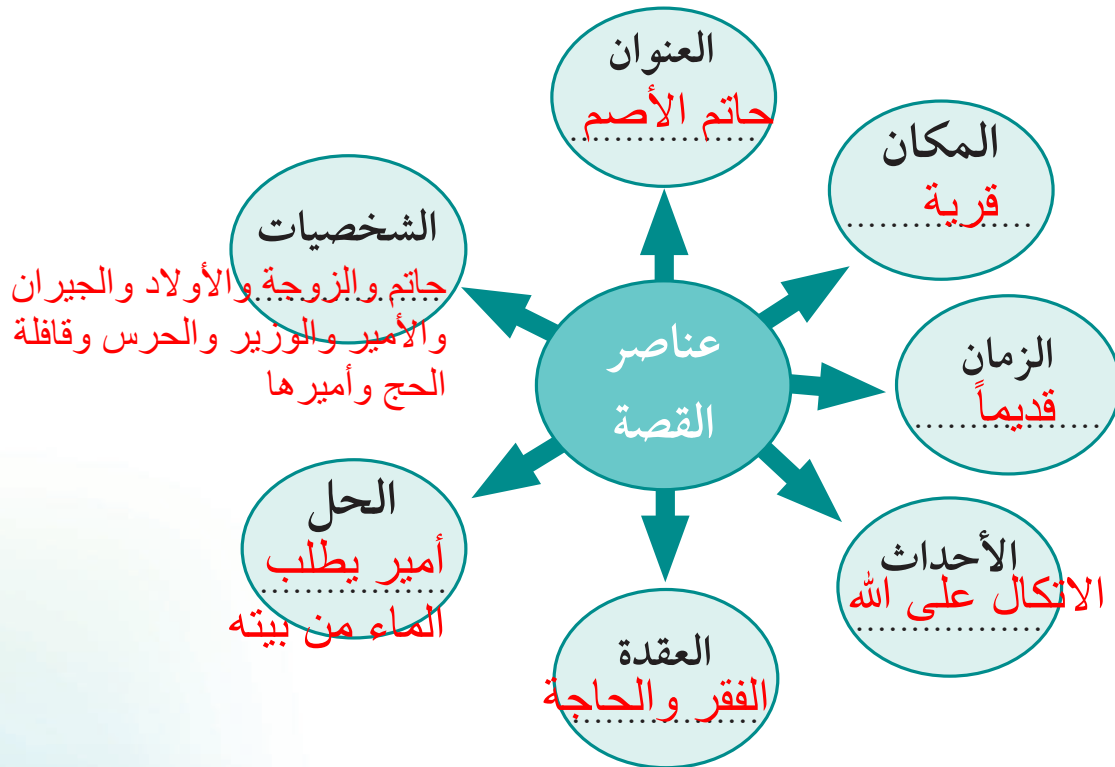 العنوان
حاتم الأصم
المكان
قرية
الزمان
قديماً
الأحداث
الاتكال على الله
العقدة
الفقر والحاجة
الحل
أمير يطلب
الماء من بيته
الشخصيات
حاتم والزوجة والأولاد والجيران
والأمير والوزير والحرس وقافلة
الحج وأميرها
عناصر
القصة